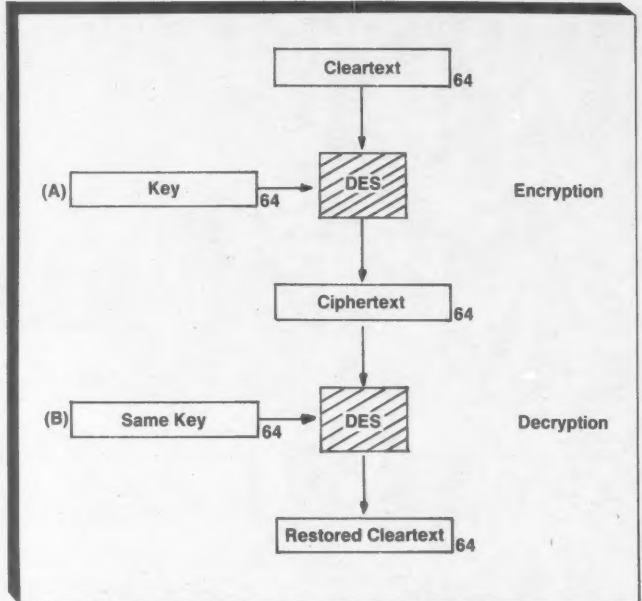 Cleartext
64
(A) Key
64
DES
Encryption
Ciphertext
64
(B) Same Key
64
DES
Decryption
Restored Cleartext
64